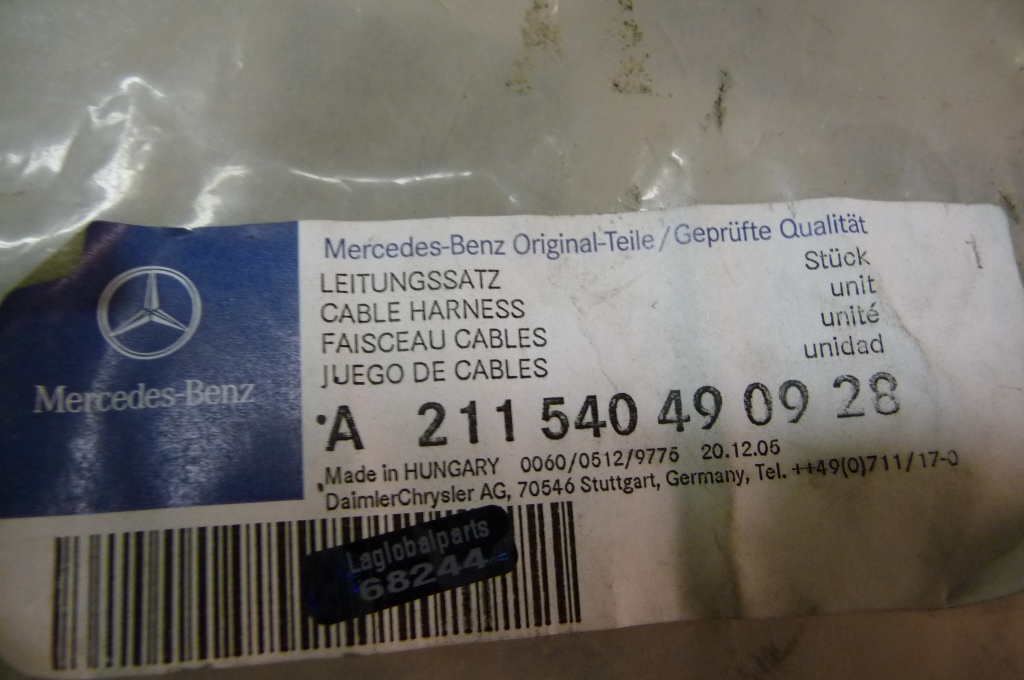 Mercedes-Benz
Mercedes-Benz Original-Teile/Geprüfte Qualität
LEITUNGSSATZ Stück 1
CABLE HARNESS unit
FAISCEAU CABLES unité
JUEGO DE CABLES unidad
A 211 540 49 09 28
Made in HUNGARY 0060/0512/9775 20.12.05
DaimlerChrysler AG, 70546 Stuttgart, Germany, Tel. ++49(0)711/17-0
Laglobalparts
68244